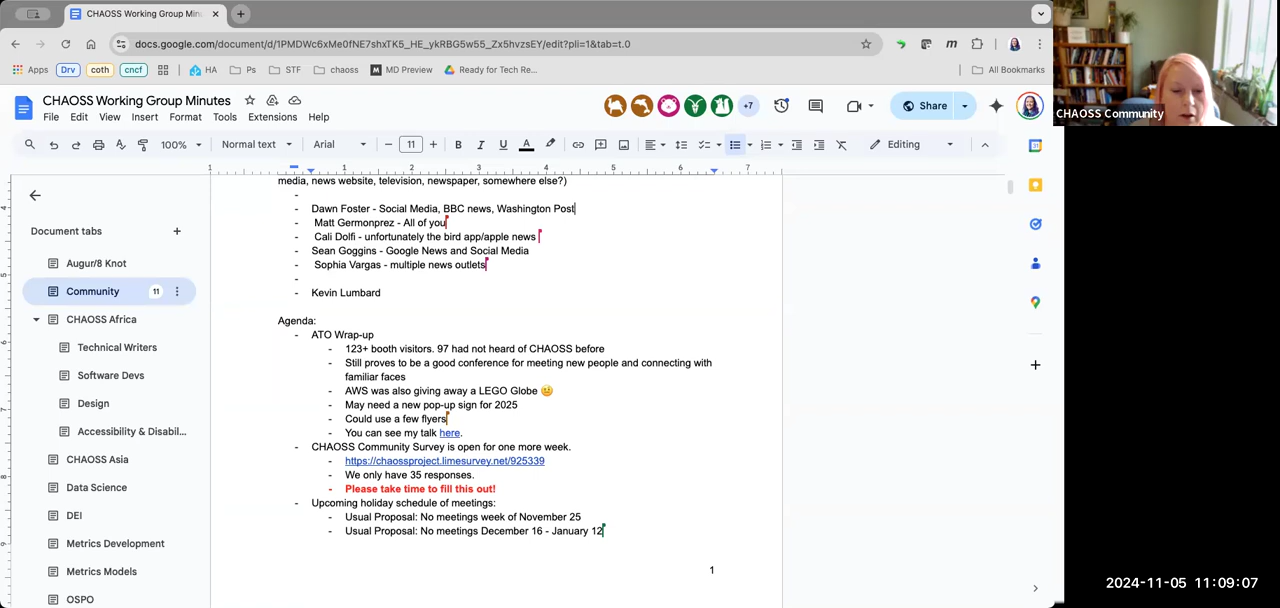 CHAOSS Working Group Minu
docs.google.com/document/d/1PMDWc6xMe0fNE7shxTK5_HE_ykRBG5w55_Zx5hvzsEY/edit?pli=1&tab=t.0
Apps Drv coth cncf HA Ps STF chaoss MD Preview Ready for Tech Re... All Bookmarks
CHAOSS Working Group Minutes
File Edit View Insert Format Tools Extensions Help
+7 Share
100% Normal text Arial 11 Editing
1 1 2 3 4 5 6 7
Document tabs
Augur/8 Knot
Community 11
CHAOSS Africa
Technical Writers
Software Devs
Design
Accessibility & Disabil...
CHAOSS Asia
Data Science
DEI
Metrics Development
Metrics Models
OSPO
media, news website, television, newspaper, somewhere else?)
-
- Dawn Foster - Social Media, BBC news, Washington Post
- Matt Germonprez - All of you
- Cali Dolfi - unfortunately the bird app/apple news
- Sean Goggins - Google News and Social Media
- Sophia Vargas - multiple news outlets
-
- Kevin Lumbard
Agenda:
- ATO Wrap-up
- 123+ booth visitors. 97 had not heard of CHAOSS before
- Still proves to be a good conference for meeting new people and connecting with
familiar faces
- AWS was also giving away a LEGO Globe 🙂
- May need a new pop-up sign for 2025
- Could use a few flyers
- You can see my talk here.
- CHAOSS Community Survey is open for one more week.
- https://chaossproject.limesurvey.net/925339
- We only have 35 responses.
- Please take time to fill this out!
- Upcoming holiday schedule of meetings:
- Usual Proposal: No meetings week of November 25
- Usual Proposal: No meetings December 16 - January 12
1
CHAOSS Community
2024-11-05 11:09:07